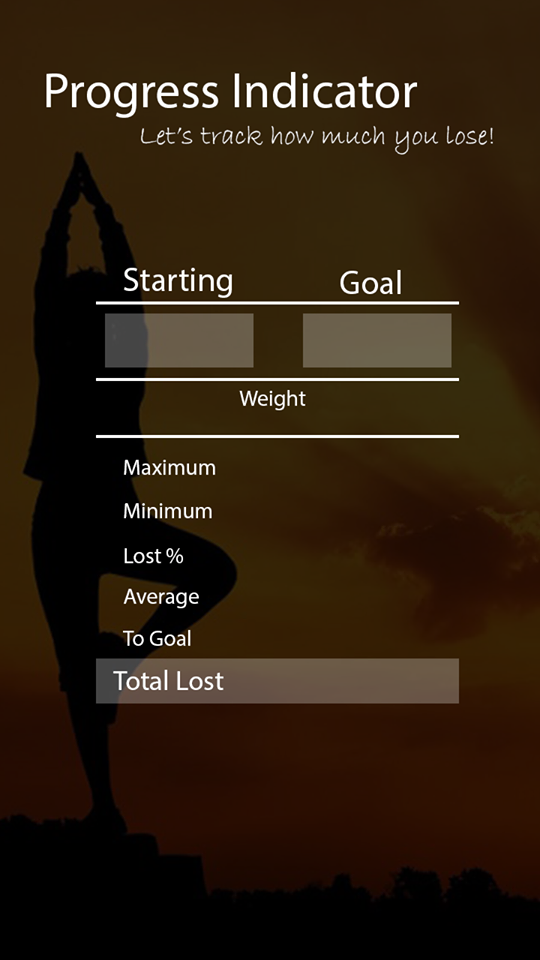 Progress Indicator
Let's track how much you lose!
Starting Goal
Weight
Maximum
Minimum
Lost %
Average
To Goal
Total Lost